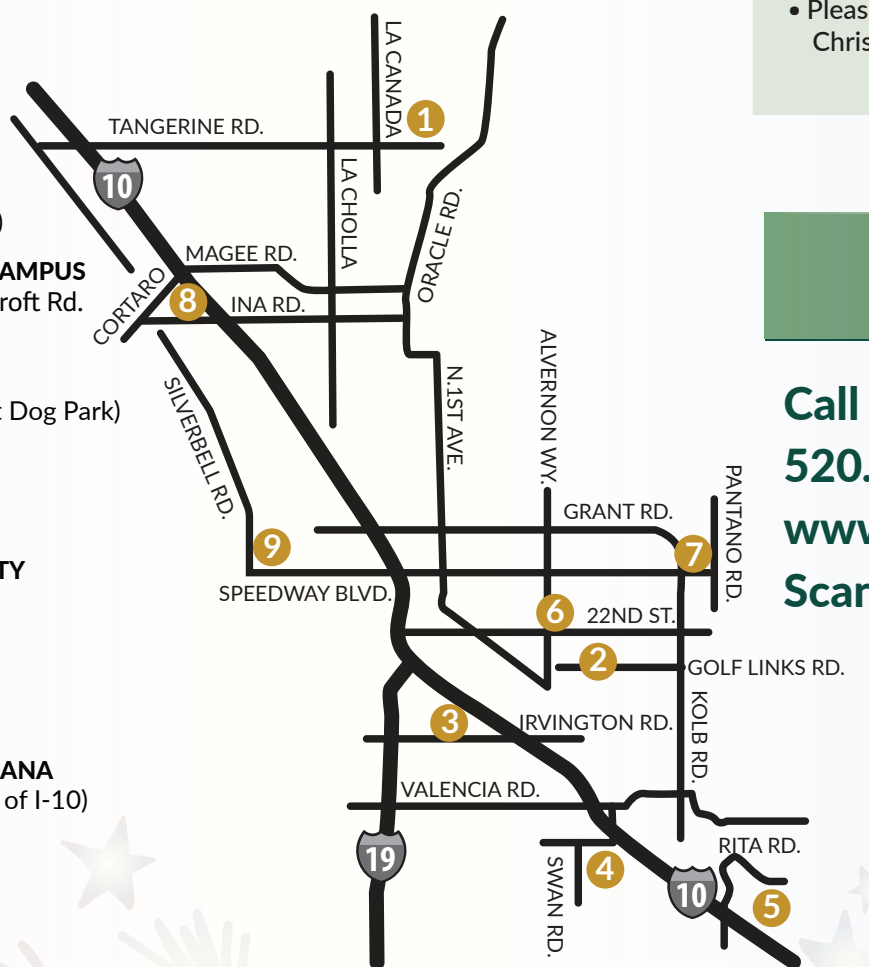 • Pleas
Chris
LA CANADA
1
TANGERINE RD.
10
LA CHOLLA
ORACLE RD.
)
AMPUS
MAGEE RD.
roft Rd.
CORTARO
8
INA RD.
ALVERNON WY.
N.1ST AVE.
SILVERBELL RD.
t Dog Park)
Call
520.
www
Scan
PANTANO RD.
GRANT RD.
9
7
TY
SPEEDWAY BLVD.
6
22ND ST.
2
GOLF LINKS RD.
KOLB RD.
3
IRVINGTON RD.
ANA
of I-10)
VALENCIA RD.
19
SWAN RD.
4
RITA RD.
10
5